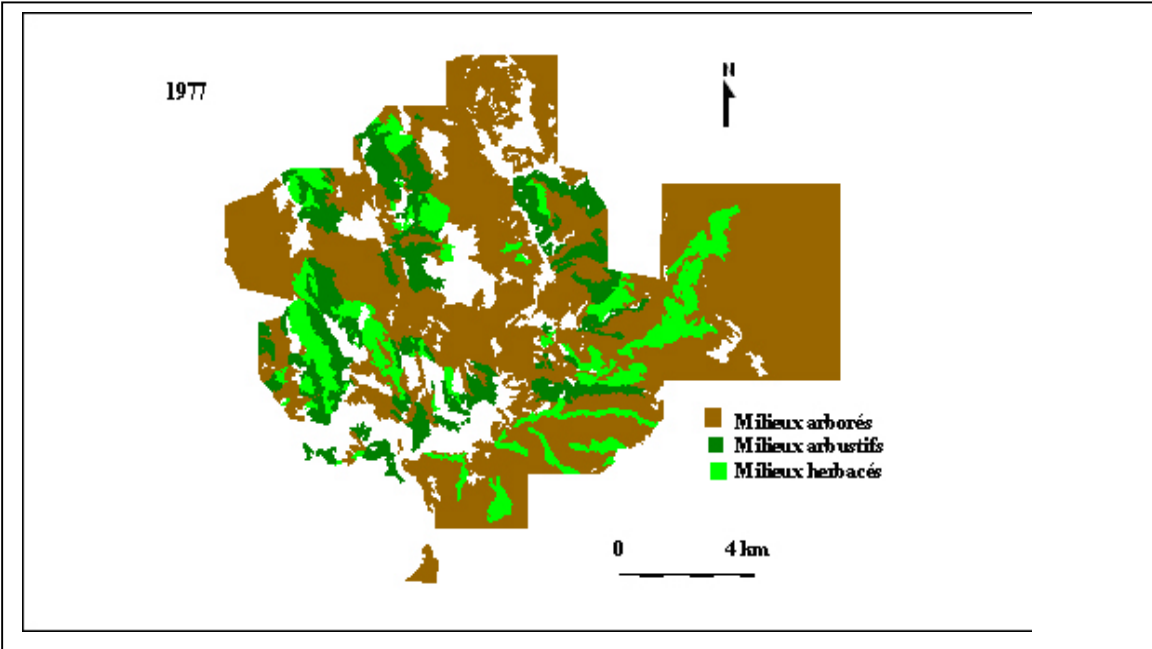 1977
N
Milieux arborés
Milieux arbustifs
Milieux herbacés
0 4 km